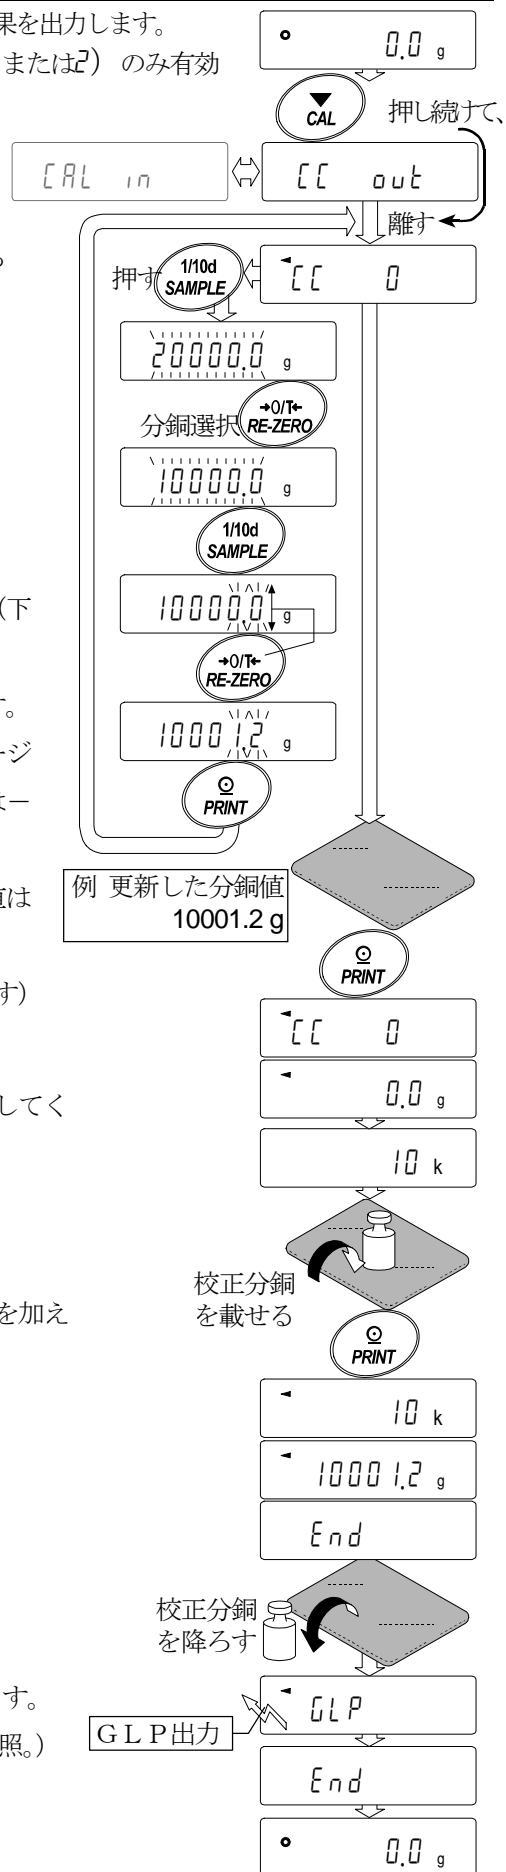 果を出力します。
0.0 g
または2) のみ有効
CAL
押し続けて、
CAL in
CC out
離す
。
押す
1/10d
SAMPLE
CC 0
20000.0 g
分銅選択
→0/T←
RE-ZERO
10000.0 g
1/10d
SAMPLE
(下
10000.0 g
→0/T←
RE-ZERO
す。
10001.2 g
ージ
PRINT
は−
例 更新した分銅値
10001.2 g
直は
PRINT
す)
CC 0
0.0 g
してく
10 k
校正分銅
を載せる
を加え
PRINT
10 k
10001.2 g
End
校正分銅
を降ろす
す。
GLP
GLP出力
照。)
End
0.0 g